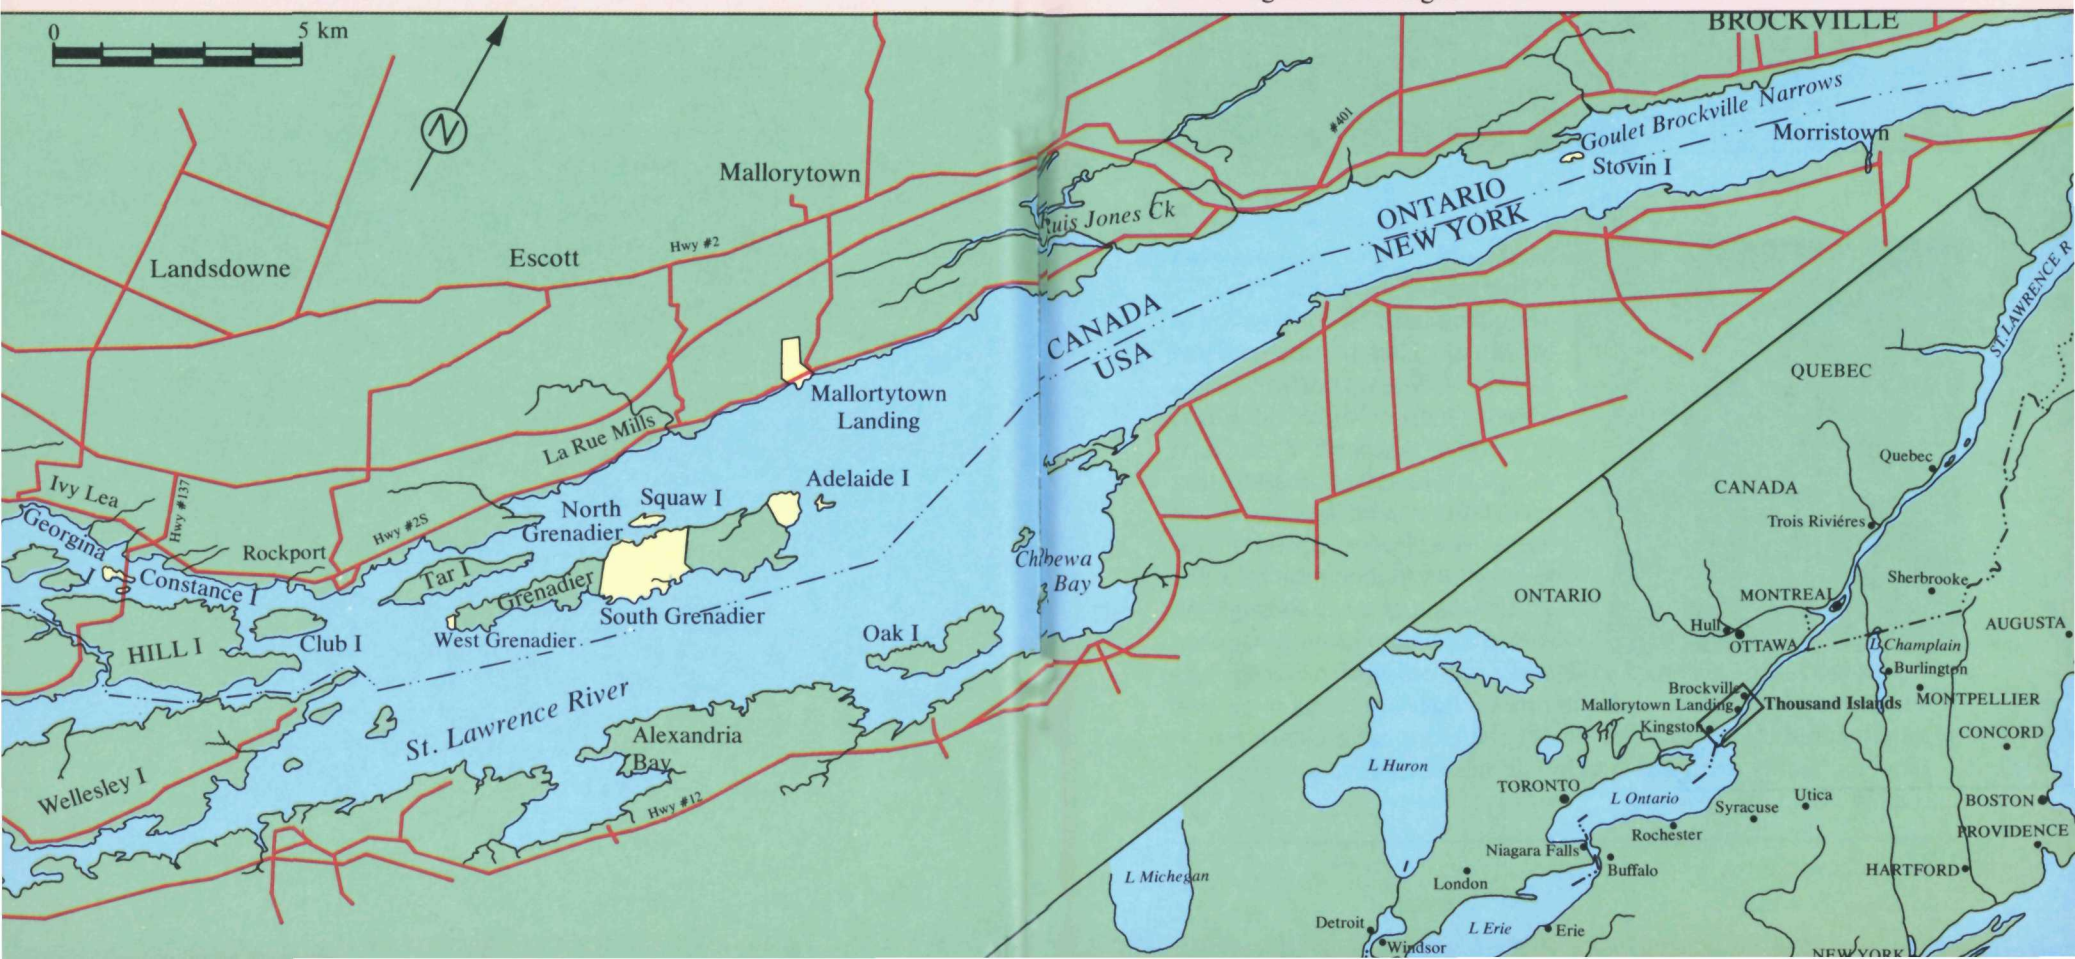 0 5 km
BROCKVILLE
N
Mallorytown
#401
Goulet Brockville Narrows
Morristown
Stovin I
ONTARIO
NEW YORK
uis Jones Ck
Escott
Hwy #2
Landsdowne
CANADA
USA
Mallortytown
Landing
La Rue Mills
Ivy Lea
Hwy #137
Hwy #2S
Georgina
I
Constance I
Rockport
Tar I
North
Grenadier
Squaw I
Adelaide I
Grenadier
South Grenadier
West Grenadier
HILL I
Club I
Oak I
Bay
St. Lawrence River
Alexandria
Bay
Wellesley I
Hwy #12
ST. LAWRENCE R
QUEBEC
Quebec
CANADA
Trois Riviéres
Sherbrooke
ONTARIO
MONTREAL
Hull
OTTAWA
L Champlain
AUGUSTA
Burlington
Brockville
MONTPELLIER
Mallorytown Landing
Thousand Islands
Kingston
CONCORD
L Huron
TORONTO
L Ontario
Syracuse
Utica
BOSTON
Rochester
PROVIDENCE
Niagara Falls
Buffalo
HARTFORD
L Michegan
London
Detroit
L Erie
Erie
Windsor
NEW YORK